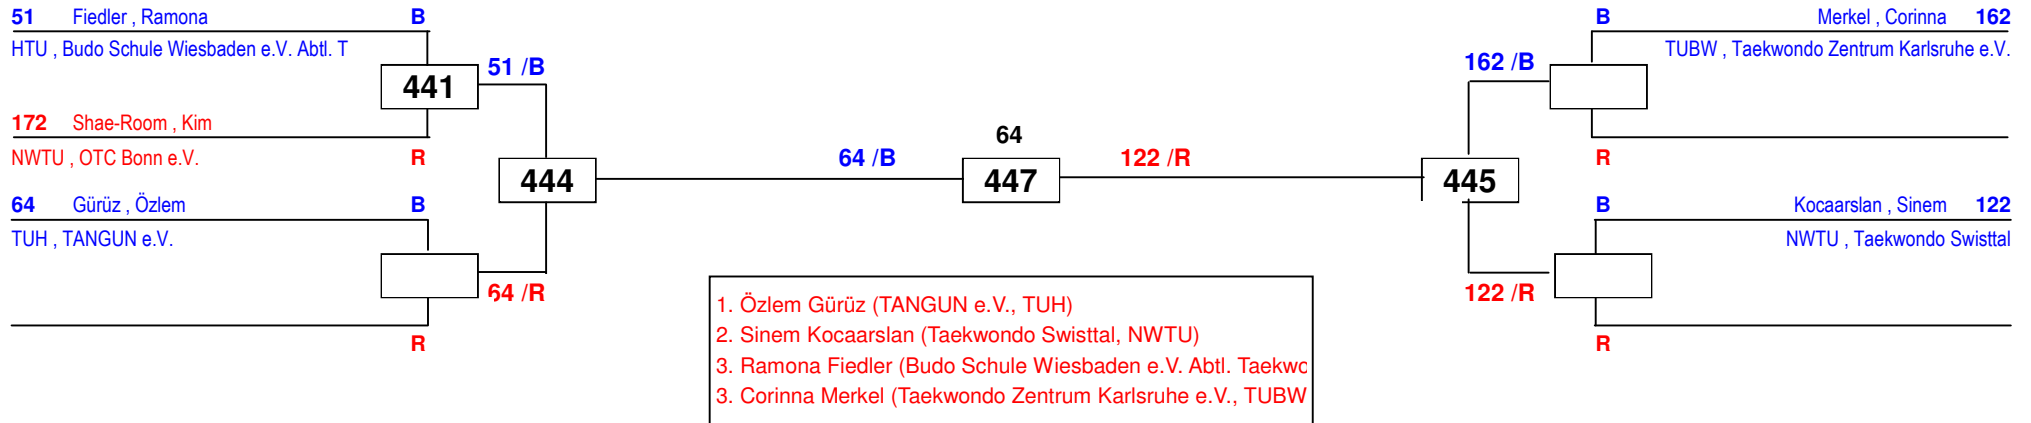 51 Fiedler , Ramona B
HTU , Budo Schule Wiesbaden e.V. Abtl. T
441
51 /B
172 Shae-Room , Kim
NWTU , OTC Bonn e.V. R
444
64 Gürüz , Özlem B
TUH , TANGUN e.V.
64 /R
R
64 /B
64
447
122 /R
B Merkel , Corinna 162
TUBW , Taekwondo Zentrum Karlsruhe e.V.
162 /B
R
445
B Kocaarslan , Sinem 122
NWTU , Taekwondo Swisttal
122 /R
R
1. Özlem Gürüz (TANGUN e.V., TUH)
2. Sinem Kocaarslan (Taekwondo Swisttal, NWTU)
3. Ramona Fiedler (Budo Schule Wiesbaden e.V. Abtl. Taekwo
3. Corinna Merkel (Taekwondo Zentrum Karlsruhe e.V., TUBW